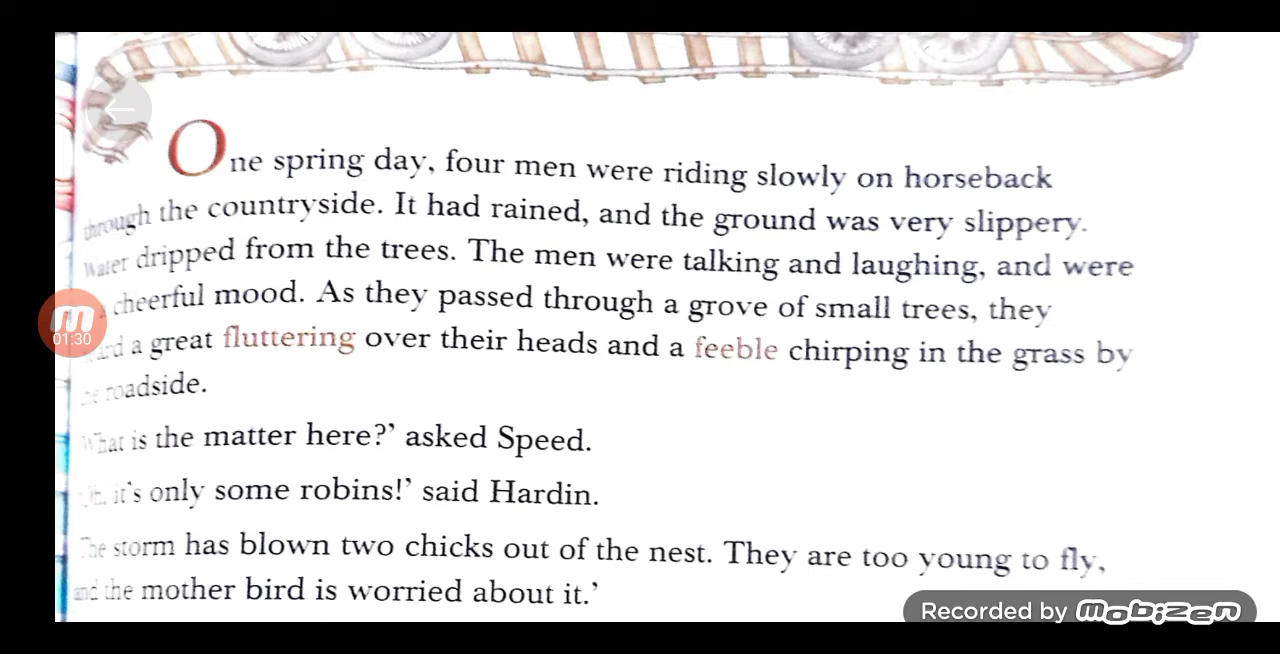 One spring day, four men were riding slowly on horseback
through the countryside. It had rained, and the ground was very slippery.
Water dripped from the trees. The men were talking and laughing, and were
cheerful mood. As they passed through a grove of small trees, they
a great fluttering over their heads and a feeble chirping in the grass by
roadside.
What is the matter here?’ asked Speed.
it's only some robins!’ said Hardin.
The storm has blown two chicks out of the nest. They are too young to fly,
and the mother bird is worried about it.’
m
01:30
Recorded by mobizen